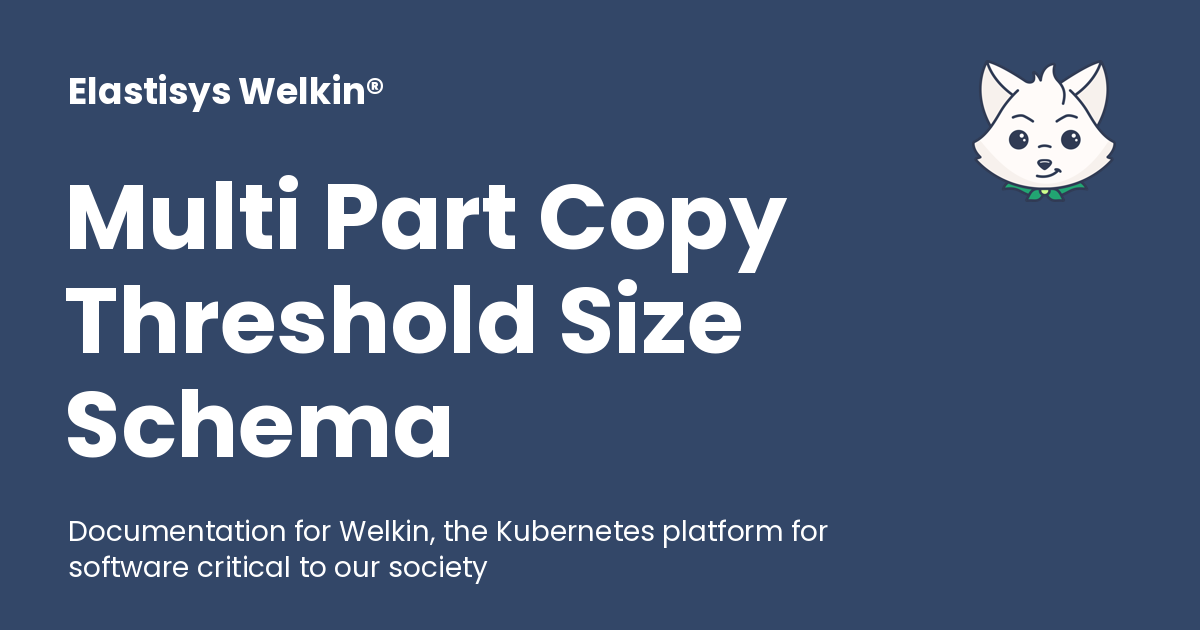 Elastisys Welkin®
Multi Part Copy
Threshold Size
Schema
Documentation for Welkin, the Kubernetes platform for
software critical to our society